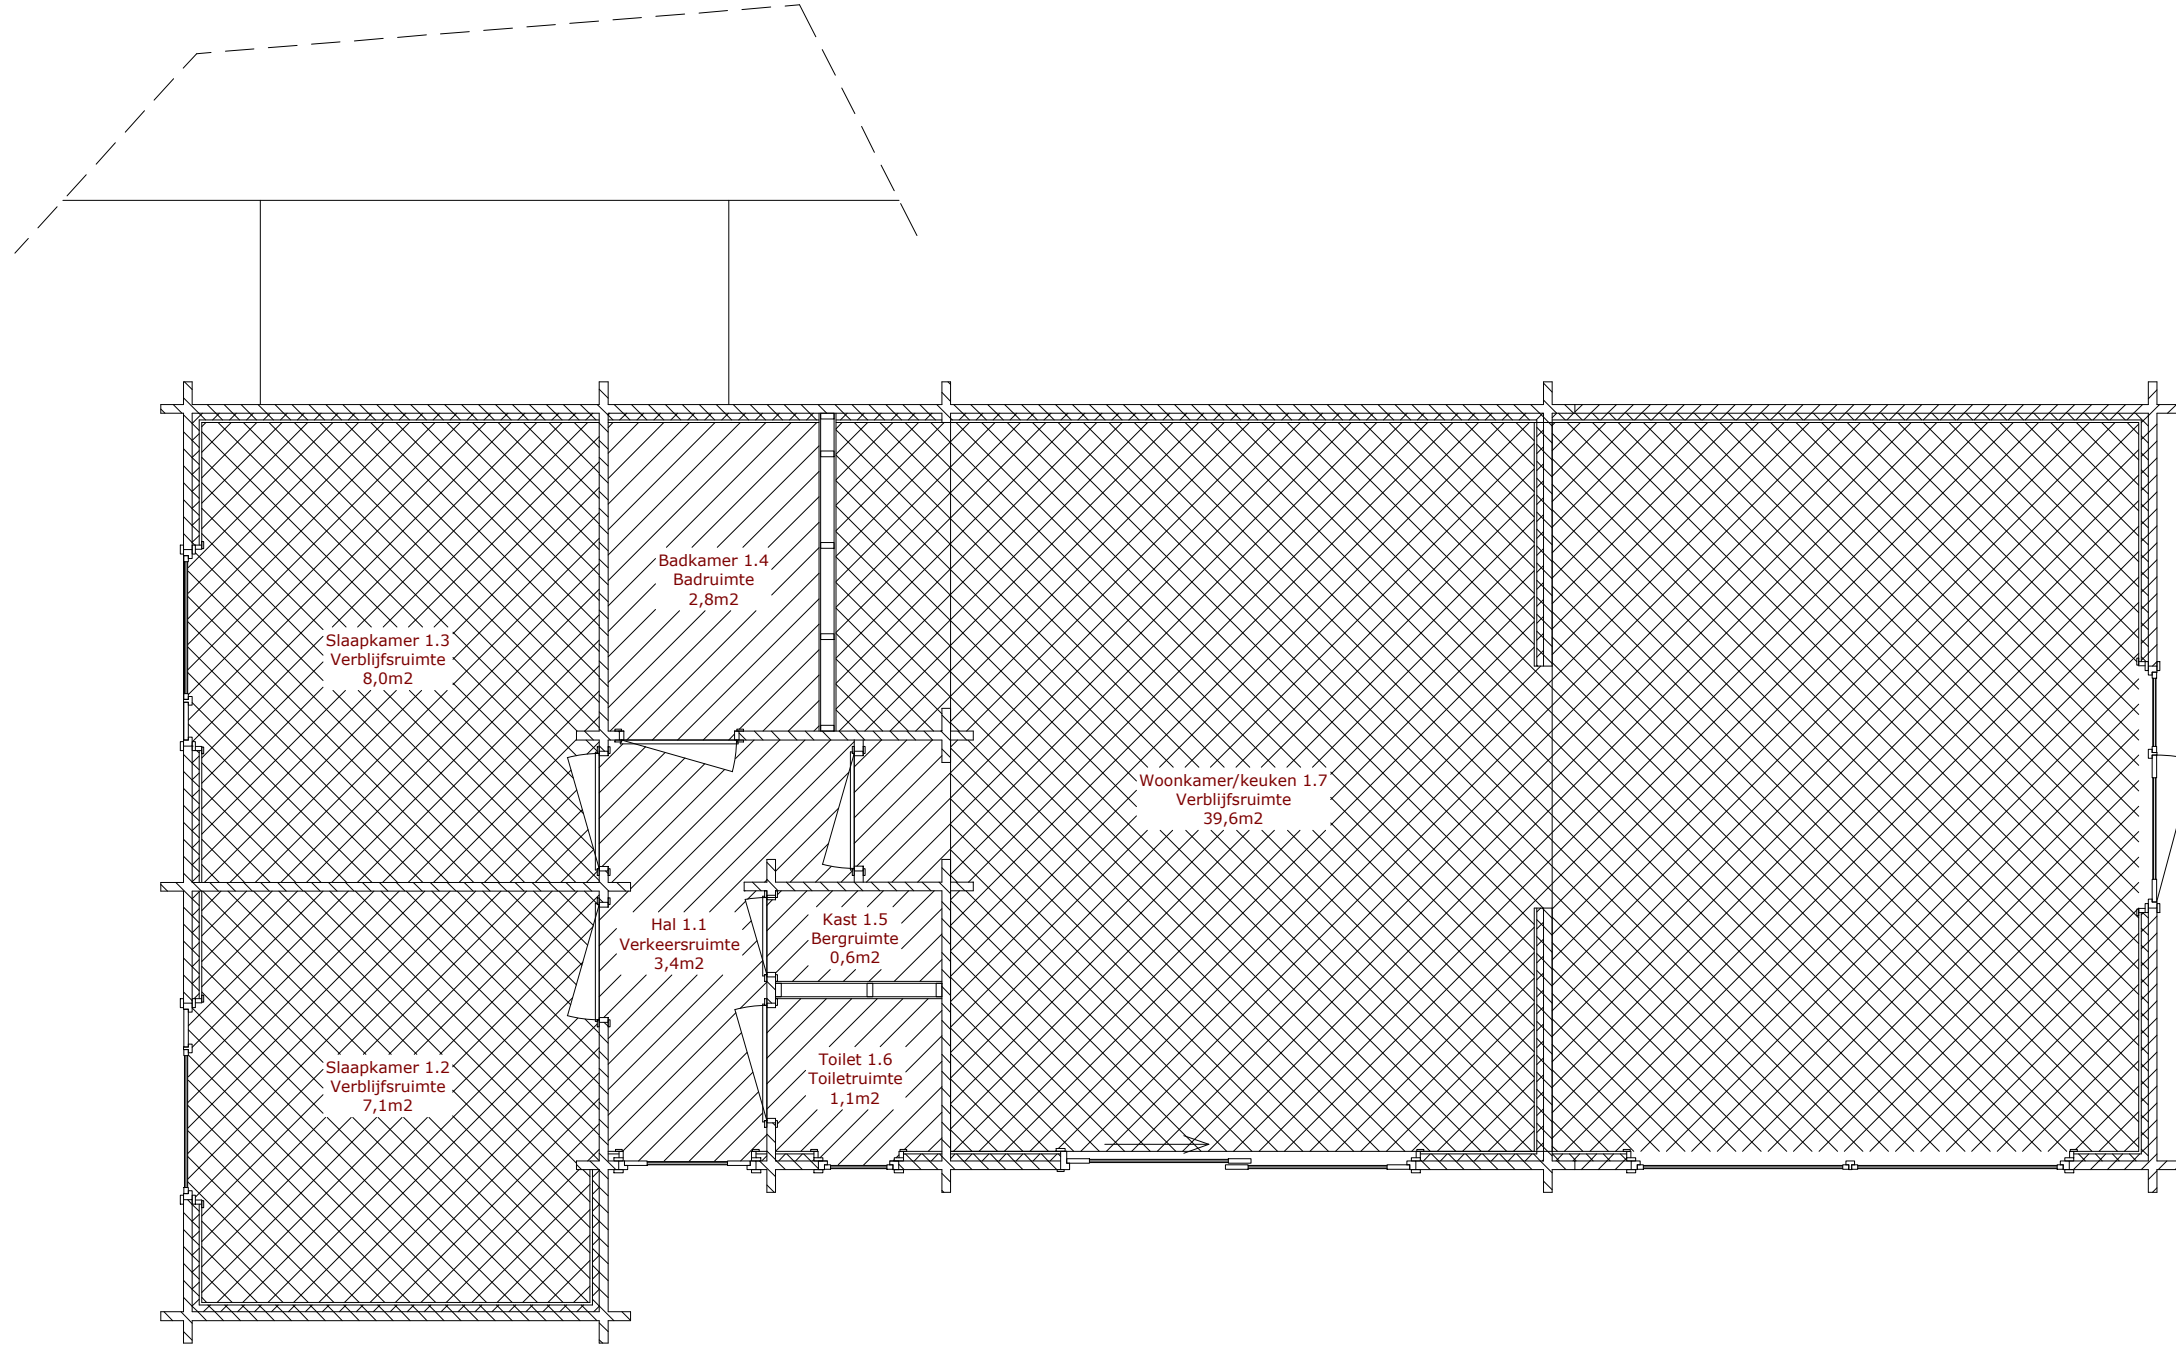 Badkamer 1.4
Badruimte
2,8m2
Slaapkamer 1.3
Verblijfsruimte
8,0m2
Woonkamer/keuken 1.7
Verblijfsruimte
39,6m2
Hal 1.1
Verkeersruimte
3,4m2
Kast 1.5
Bergruimte
0,6m2
Slaapkamer 1.2
Verblijfsruimte
7,1m2
Toilet 1.6
Toiletruimte
1,1m2